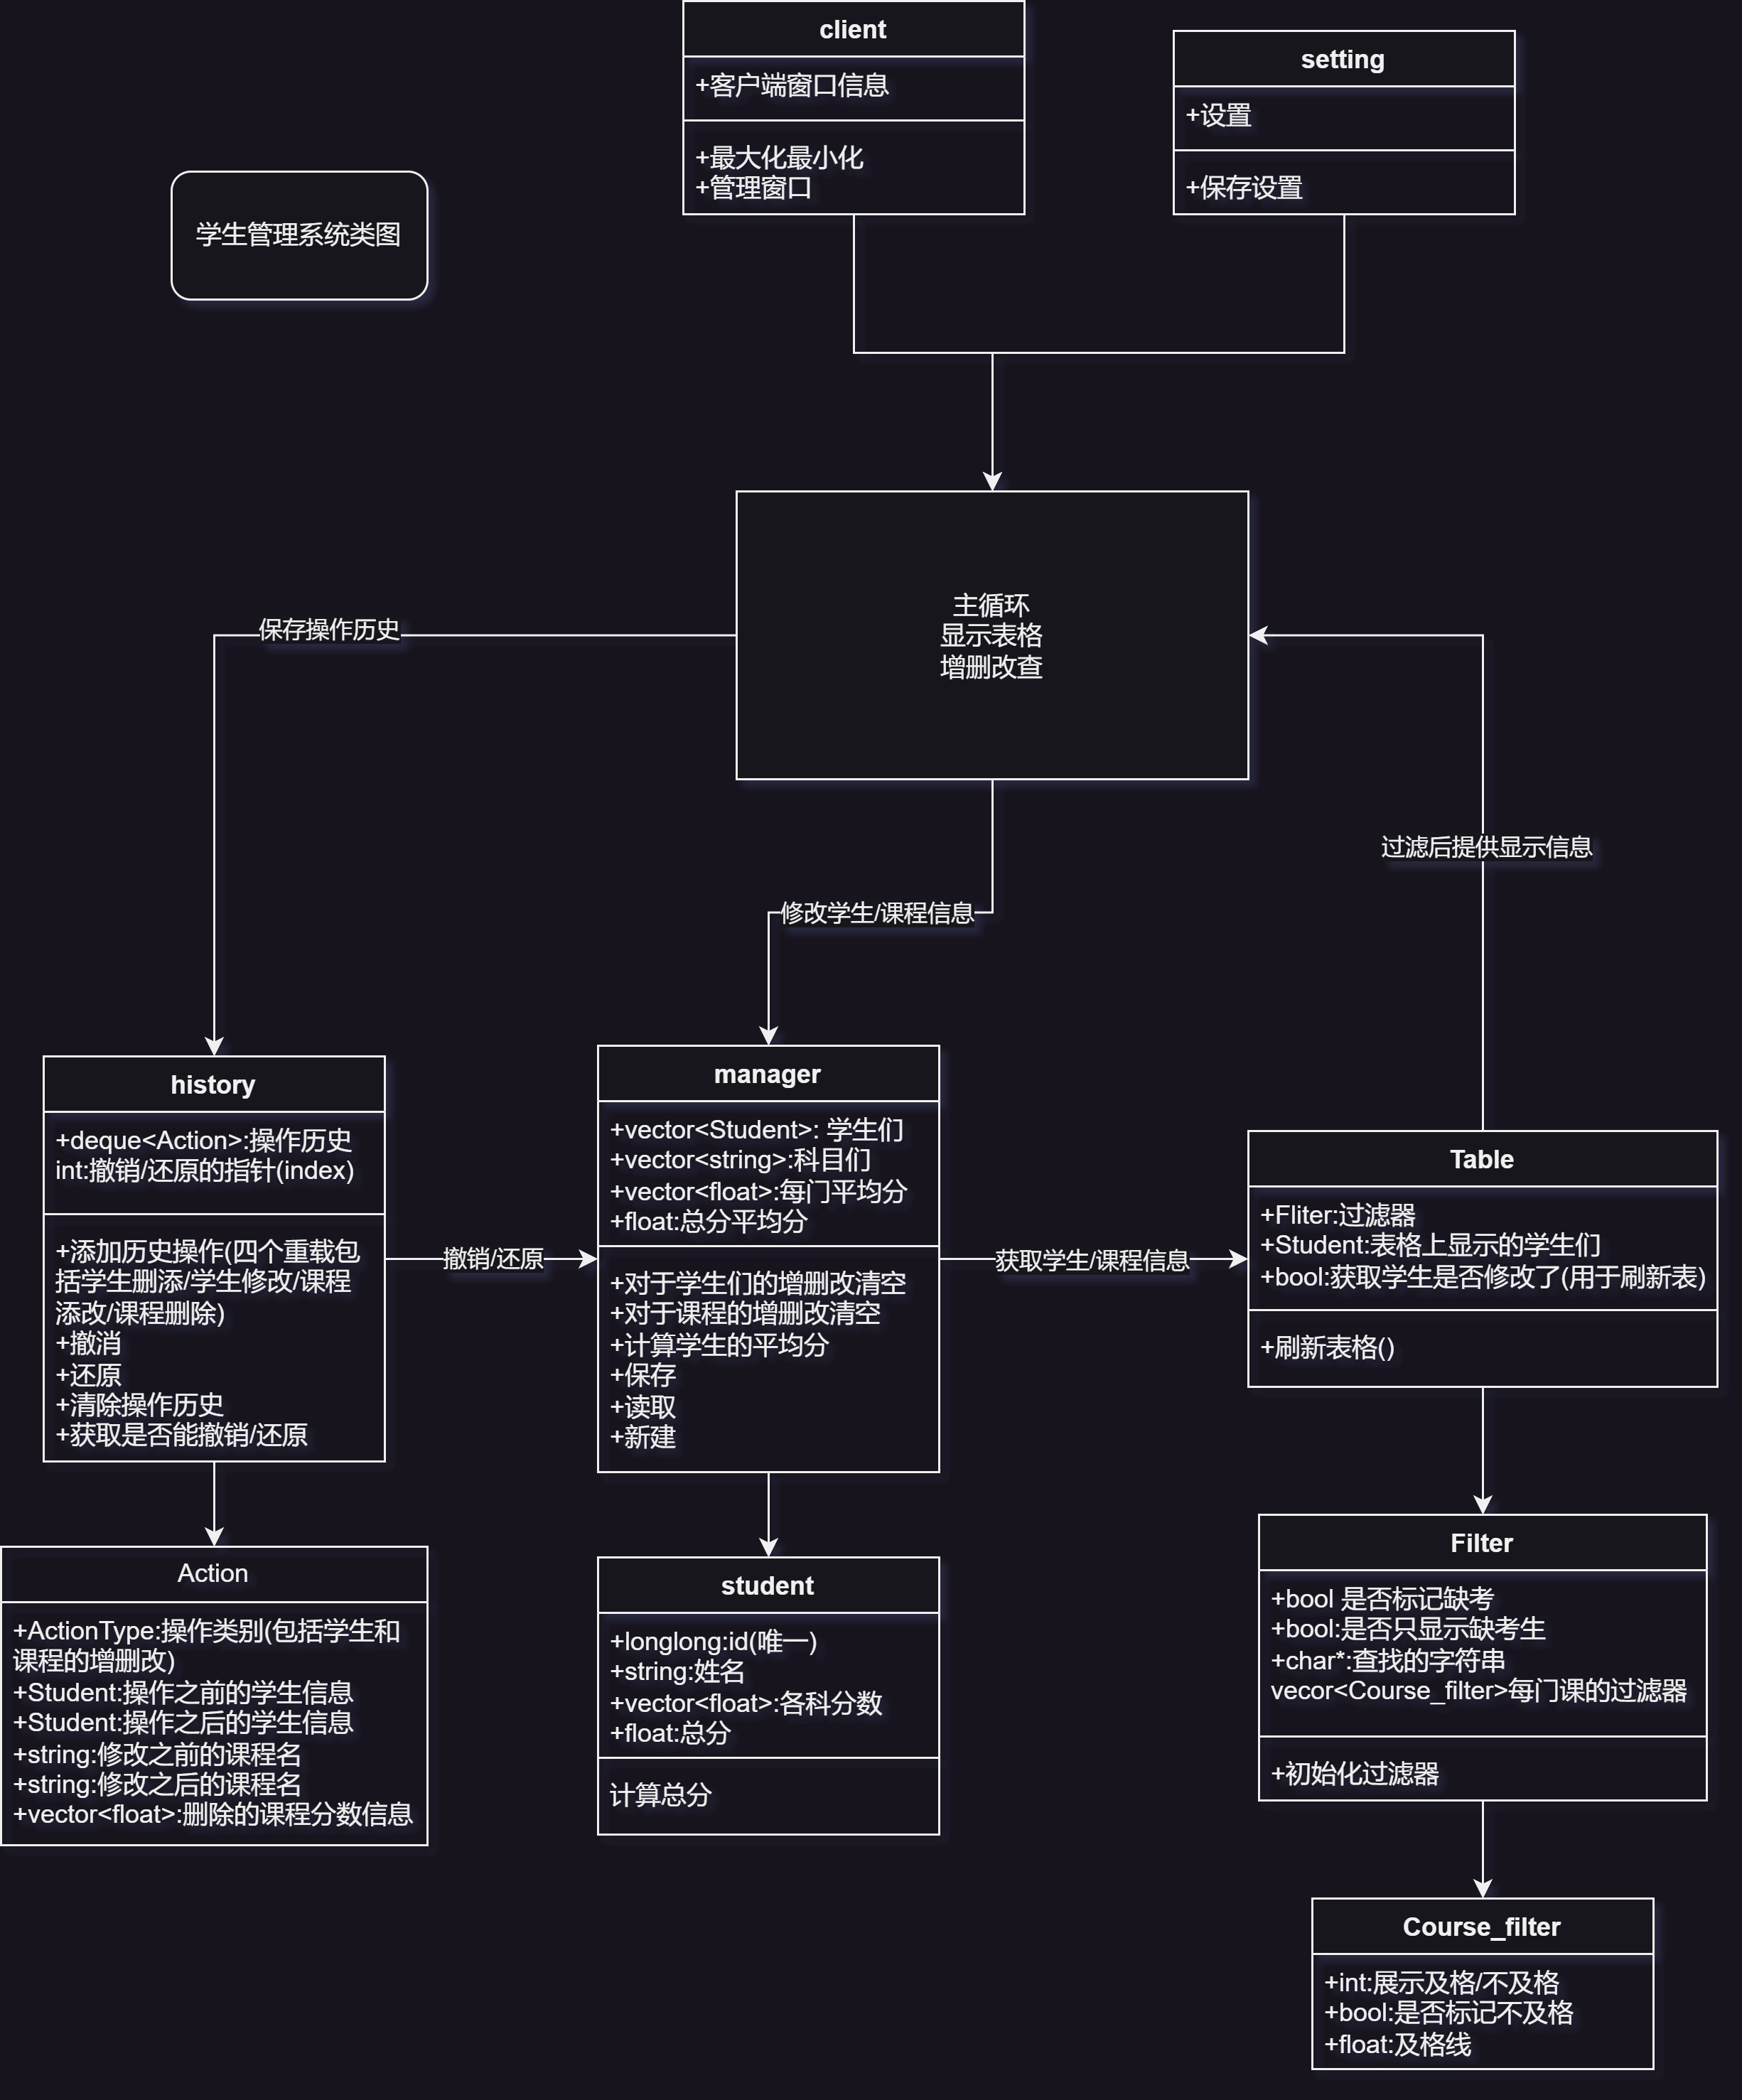 client
+客户端窗口信息
+最大化最小化
+管理窗口
setting
+设置
+保存设置
学生管理系统类图
主循环
显示表格
增删改查
保存操作历史
过滤后提供显示信息
修改学生/课程信息
history
+deque<Action>:操作历史
int:撤销/还原的指针(index)
+添加历史操作(四个重载包
括学生删添/学生修改/课程
添改/课程删除)
+撤消
+还原
+清除操作历史
+获取是否能撤销/还原
撤销/还原
manager
+vector<Student>: 学生们
+vector<string>:科目们
+vector<float>:每门平均分
+float:总分平均分
+对于学生们的增删改清空
+对于课程的增删改清空
+计算学生的平均分
+保存
+读取
+新建
获取学生/课程信息
Table
+Fliter:过滤器
+Student:表格上显示的学生们
+bool:获取学生是否修改了(用于刷新表)
+刷新表格()
Action
+ActionType:操作类别(包括学生和
课程的增删改)
+Student:操作之前的学生信息
+Student:操作之后的学生信息
+string:修改之前的课程名
+string:修改之后的课程名
+vector<float>:删除的课程分数信息
student
+longlong:id(唯一)
+string:姓名
+vector<float>:各科分数
+float:总分
计算总分
Filter
+bool 是否标记缺考
+bool:是否只显示缺考生
+char*:查找的字符串
vecor<Course_filter>每门课的过滤器
+初始化过滤器
Course_filter
+int:展示及格/不及格
+bool:是否标记不及格
+float:及格线